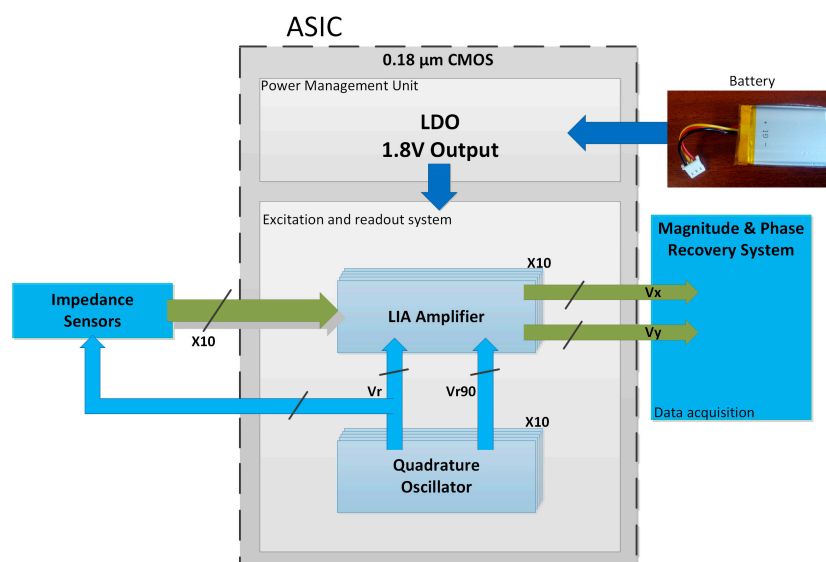 ASIC
0.18 µm CMOS
Power Management Unit
LDO
1.8V Output
Battery
Excitation and readout system
Magnitude & Phase
Recovery System
X10
Impedance
Sensors
X10
LIA Amplifier
Vx
Vy
Vr
Vr90
Data acquisition
X10
Quadrature
Oscillator